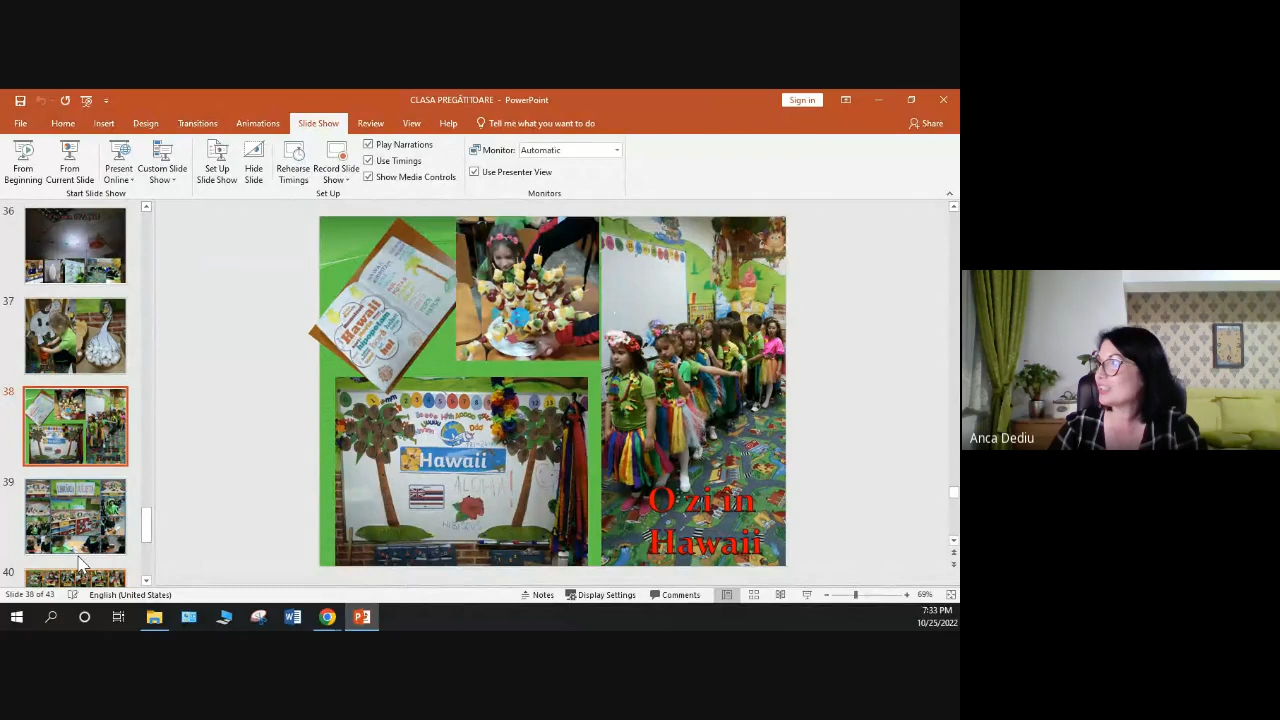 CLASA PREGĂTITOARE - PowerPoint
Sign in
File Home Insert Design Transitions Animations Slide Show Review View Help Tell me what you want to do Share
From Beginning
From Current Slide
Present Online
Custom Slide Show
Set Up Slide Show
Hide Slide
Rehearse Timings
Record Slide Show
Play Narrations
Use Timings
Show Media Controls
Monitor: Automatic
Use Presenter View
Start Slide Show
Set Up
Monitors
36
37
38
39
40
Hawaii
hipopotam
hui
Hawaii
ALOHA
HIBISCUS
O zi în
Hawaii
Anca Dediu
Slide 38 of 43 English (United States) Notes Display Settings Comments 69%
7:33 PM
10/25/2022